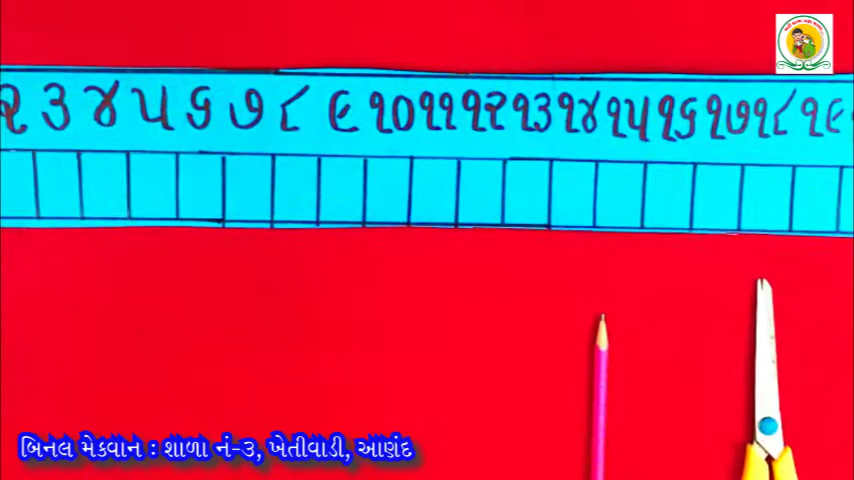 ૨ ૩ ૪ ૫ ૬ ૭ ૮ ૯ ૧૦ ૧૧ ૧૨ ૧૩ ૧૪ ૧૫ ૧૬ ૧૭ ૧૮ ૧૯
બિનલ મેકવાન : શાળા નં-૩, ખેતીવાડી, આણંદ